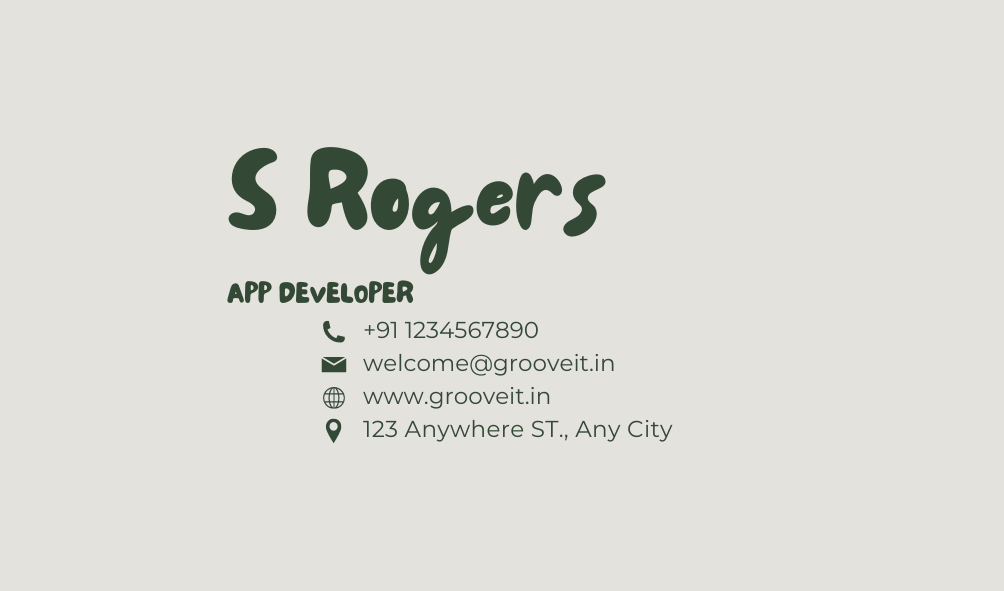 S Rogers
APP DEVELOPER
+91 1234567890
welcome@grooveit.in
www.grooveit.in
123 Anywhere ST., Any City